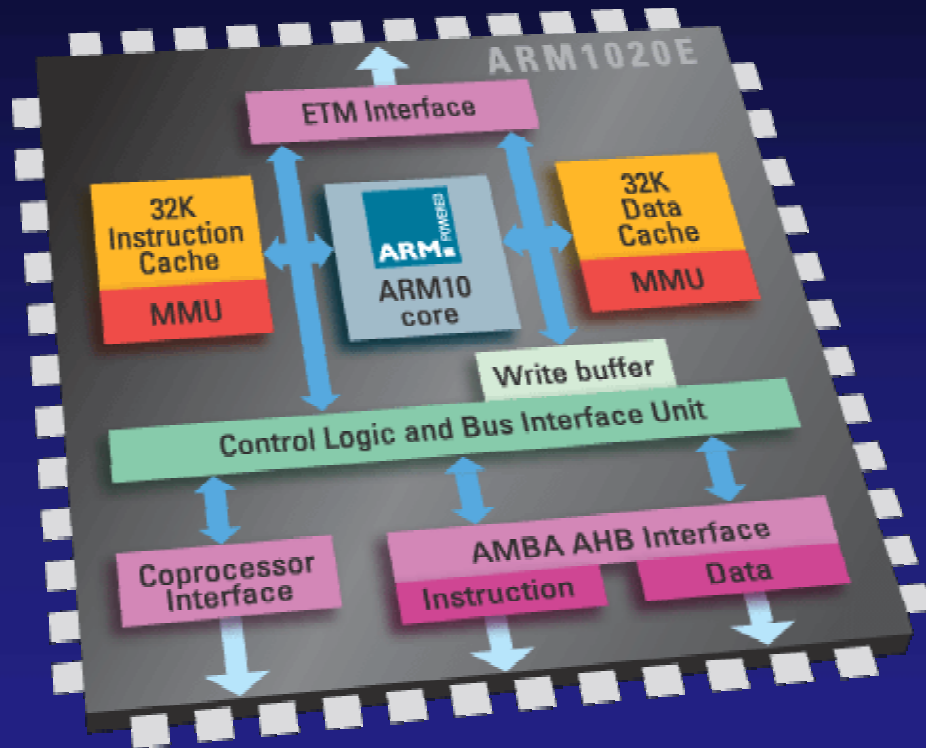 ARM1020E
ETM Interface
32K
Instruction
Cache
MMU
ARM
POWERED
ARM10
core
32K
Data
Cache
MMU
Write buffer
Control Logic and Bus Interface Unit
Coprocessor
Interface
AMBA AHB Interface
Instruction
Data